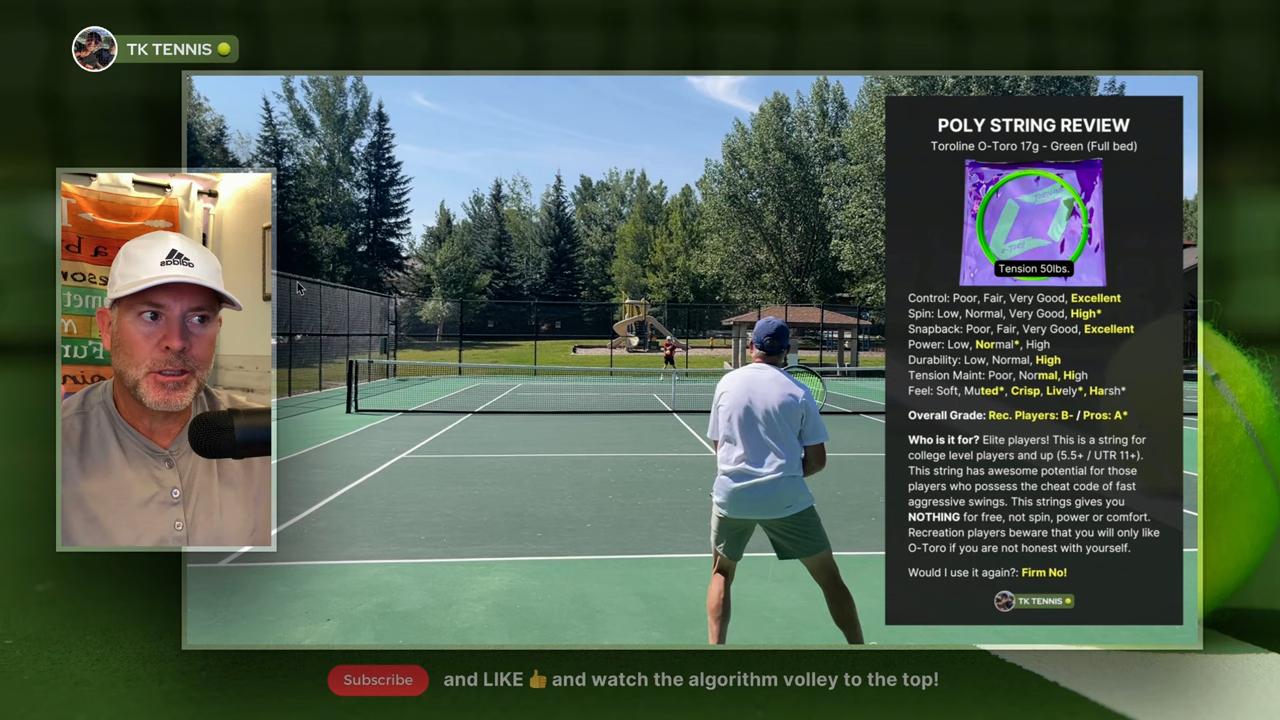 TK TENNIS
POLY STRING REVIEW
Toroline O-Toro 17g - Green (Full bed)
Tension 50lbs.
Control: Poor, Fair, Very Good, Excellent
Spin: Low, Normal, Very Good, High*
Snapback: Poor, Fair, Very Good, Excellent
Power: Low, Normal*, High
Durability: Low, Normal, High
Tension Maint: Poor, Normal, High
Feel: Soft, Muted*, Crisp, Lively*, Harsh*
Overall Grade: Rec. Players: B- / Pros: A*
Who is it for? Elite players! This is a string for
college level players and up (5.5+ / UTR 11+).
This string has awesome potential for those
players who possess the cheat code of fast
aggressive swings. This strings gives you
NOTHING for free, not spin, power or comfort.
Recreation players beware that you will only like
O-Toro if you are not honest with yourself.
Would I use it again?: Firm No!
TK TENNIS
adidas
Subscribe and LIKE 👍 and watch the algorithm volley to the top!